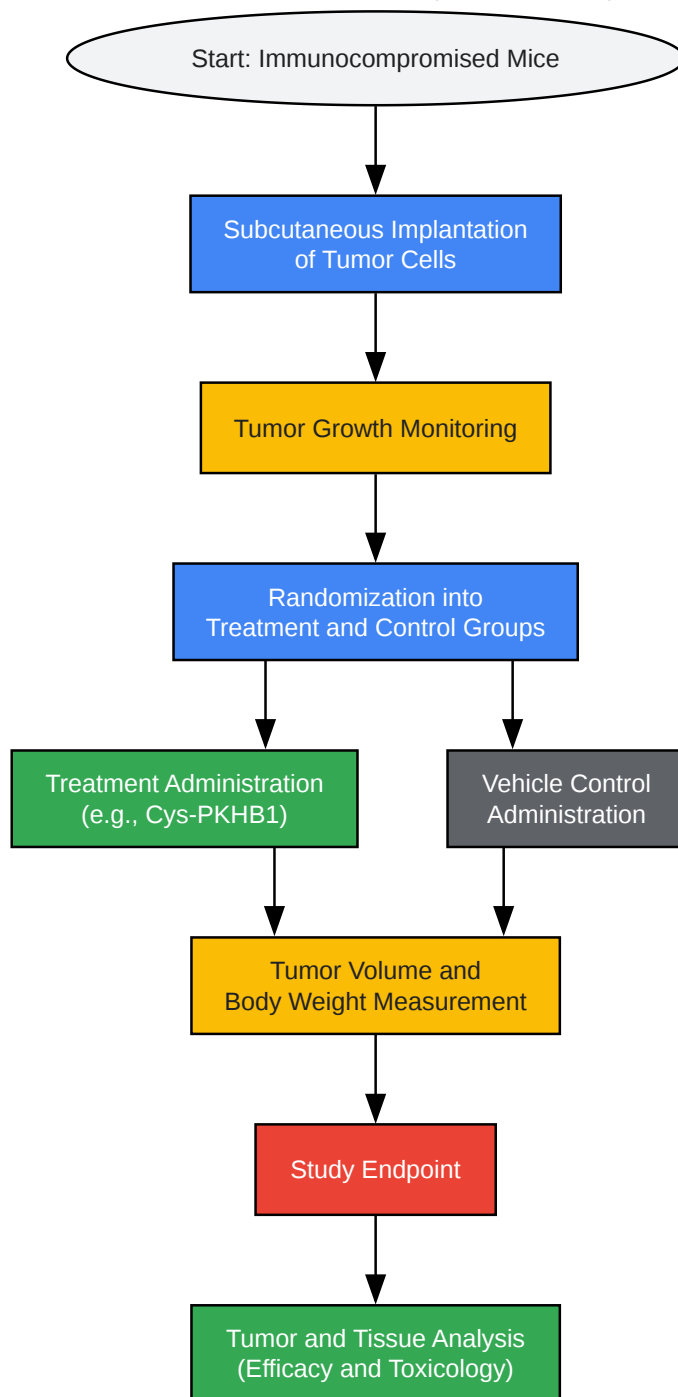 Start: Immunocompromised Mice
Subcutaneous Implantation
of Tumor Cells
Tumor Growth Monitoring
Randomization into
Treatment and Control Groups
Treatment Administration
(e.g., Cys-PKHB1)
Vehicle Control
Administration
Tumor Volume and
Body Weight Measurement
Study Endpoint
Tumor and Tissue Analysis
(Efficacy and Toxicology)